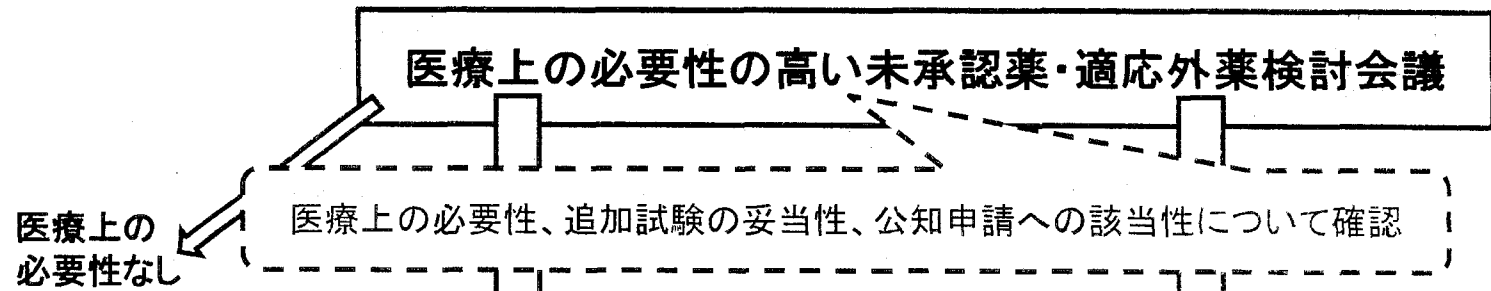 医療上の必要性の高い未承認薬・適応外薬検討会議
医療上の必要性、追加試験の妥当性、公知申請への該当性について確認
医療上の
必要性なし